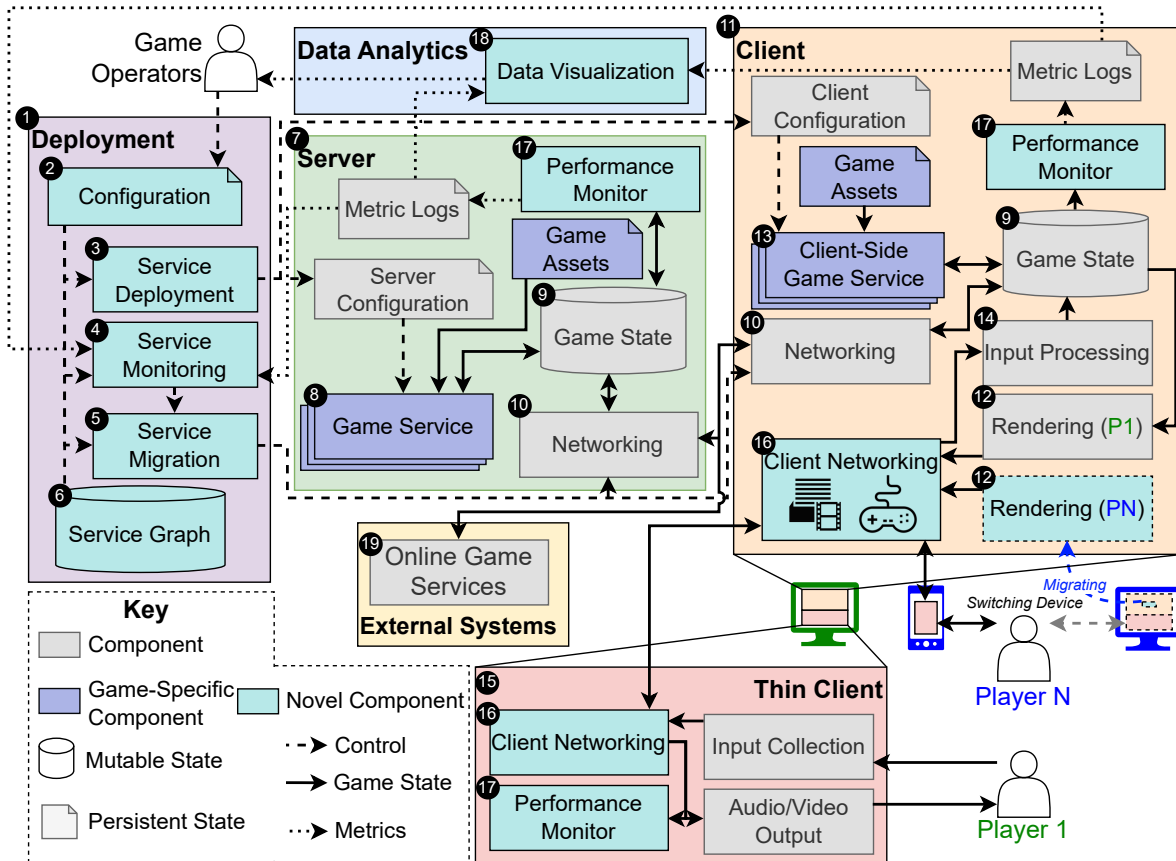 Game
Operators
1
Deployment
2
Configuration
3
Service
Deployment
4
Service
Monitoring
5
Service
Migration
6
Service Graph
Data Analytics
18
Data Visualization
7
Server
17
Performance
Monitor
Metric Logs
Game
Assets
Server
Configuration
9
Game State
8
Game Service
10
Networking
19
Online Game
Services
External Systems
11
Client
Metric Logs
Client
Configuration
17
Performance
Monitor
Game
Assets
9
Game State
13
Client-Side
Game Service
10
Networking
14
Input Processing
12
Rendering (P1)
16
Client Networking
12
Rendering (PN)
Migrating
Switching Device
Player N
15
Thin Client
16
Client Networking
Input Collection
17
Performance
Monitor
Audio/Video
Output
Player 1
Key
Component
Game-Specific
Component
Novel Component
Mutable State
Control
Game State
Persistent State
Metrics